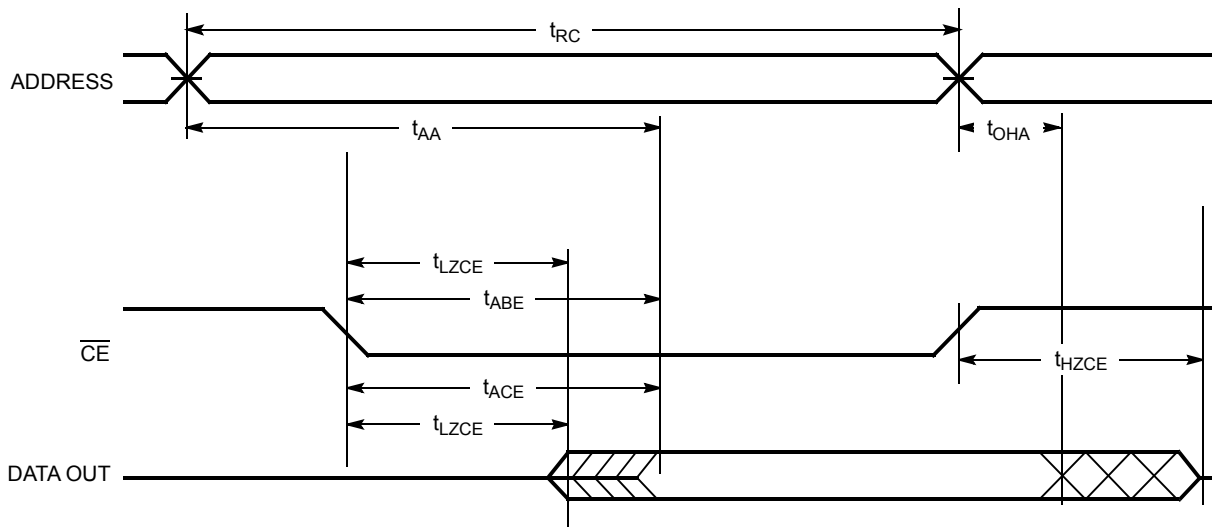 tRC
ADDRESS
tAA
tOHA
tLZCE
tABE
CE
tHZCE
tACE
tLZCE
DATA OUT